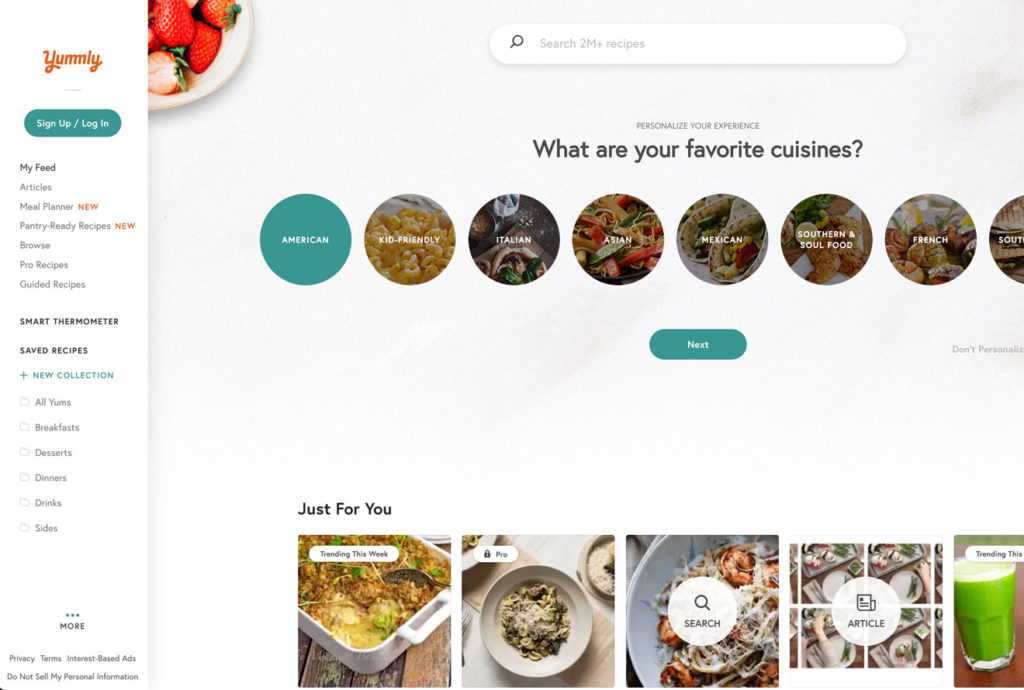 Yummly
Sign Up / Log In
My Feed
Articles
Meal Planner NEW
Pantry-Ready Recipes NEW
Browse
Pro Recipes
Guided Recipes
SMART THERMOMETER
SAVED RECIPES
+ NEW COLLECTION
All Yums
Breakfasts
Desserts
Dinners
Drinks
Sides
MORE
Privacy Terms Interest-Based Ads
Do Not Sell My Personal Information
Search 2M+ recipes
PERSONALIZE YOUR EXPERIENCE
What are your favorite cuisines?
AMERICAN
KID-FRIENDLY
ITALIAN
ASIAN
MEXICAN
SOUTHERN &
SOUL FOOD
FRENCH
Next
Don't Personaliz
Just For You
Trending This Week
Pro
SEARCH
ARTICLE
Trending This